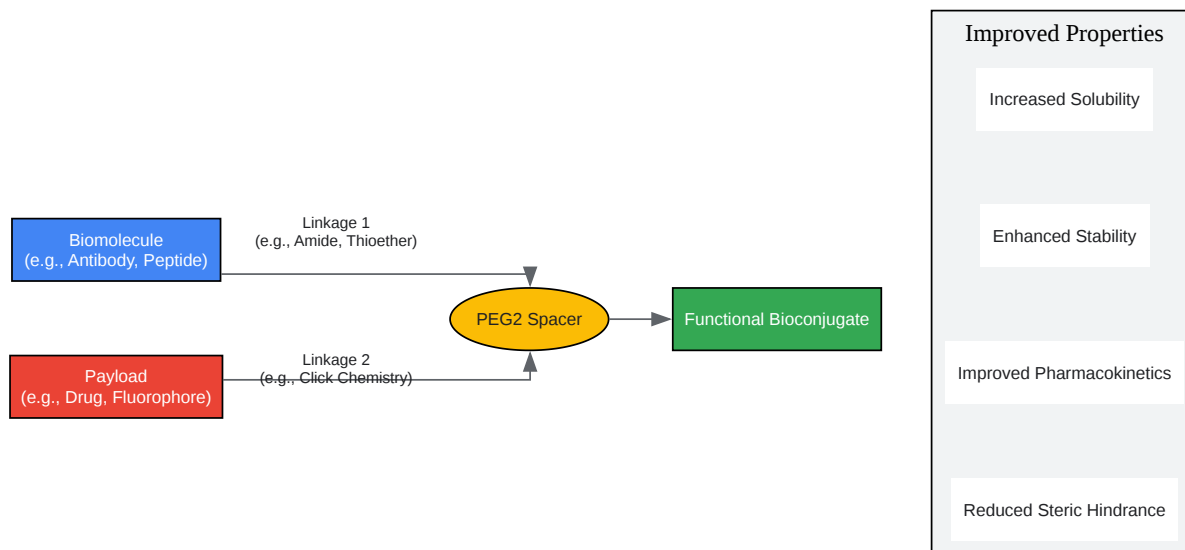 Biomolecule
(e.g., Antibody, Peptide)
Linkage 1
(e.g., Amide, Thioether)
Payload
(e.g., Drug, Fluorophore)
Linkage 2
(e.g., Click Chemistry)
PEG2 Spacer
Functional Bioconjugate
Improved Properties
Increased Solubility
Enhanced Stability
Improved Pharmacokinetics
Reduced Steric Hindrance